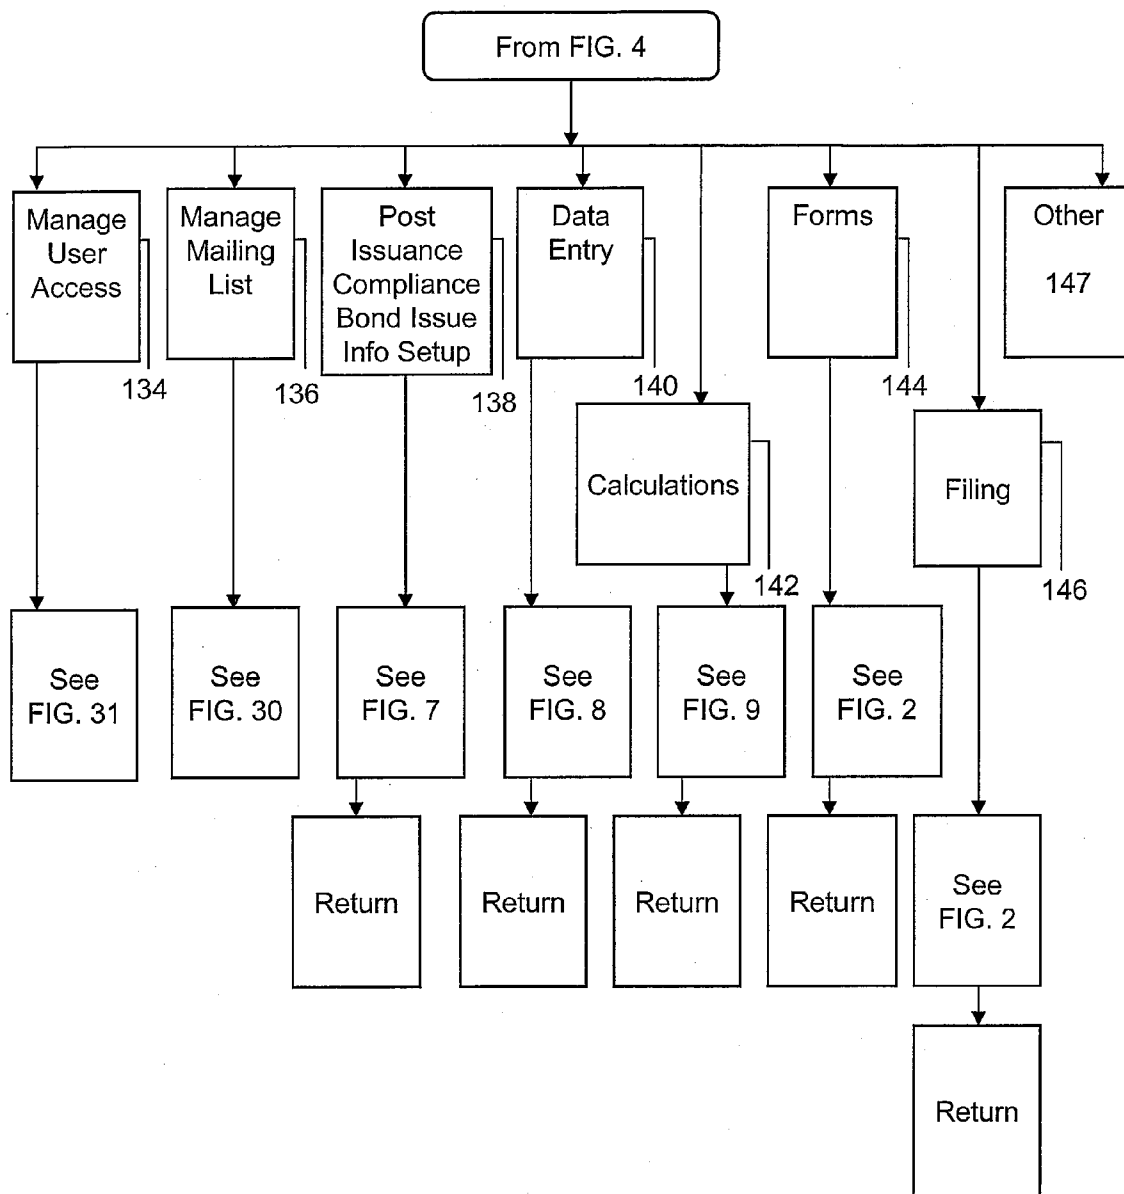 From FIG. 4
Manage
User
Access
134
Manage
Mailing
List
136
Post
Issuance
Compliance
Bond Issue
Info Setup
138
Data
Entry
140
Calculations
142
Forms
144
Filing
146
Other
147
See
FIG. 31
See
FIG. 30
See
FIG. 7
See
FIG. 8
See
FIG. 9
See
FIG. 2
Return
Return
Return
Return
See
FIG. 2
Return